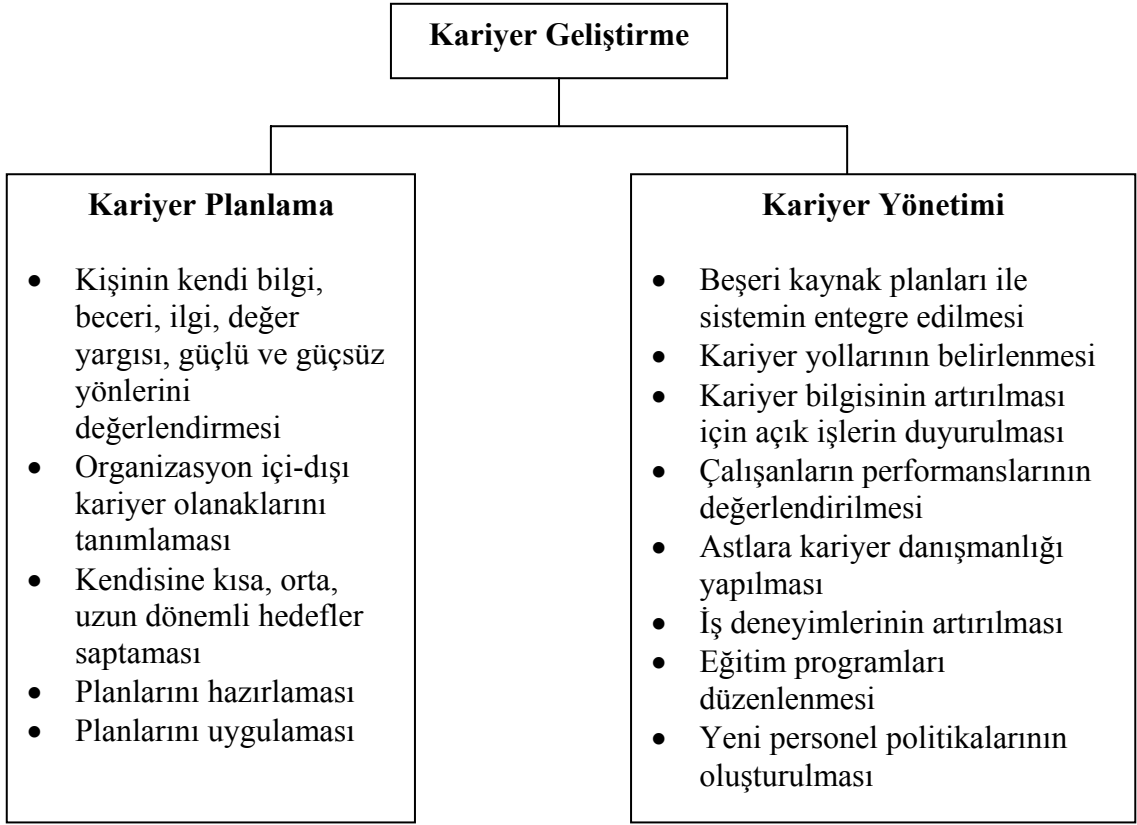 Kariyer Geliştirme
Kariyer Planlama
• Kişinin kendi bilgi,
beceri, ilgi, değer
yargısı, güçlü ve güçsüz
yönlerini
değerlendirmesi
• Organizasyon içi-dışı
kariyer olanaklarını
tanımlaması
• Kendisine kısa, orta,
uzun dönemli hedefler
saptaması
• Planlarını hazırlaması
• Planlarını uygulaması
Kariyer Yönetimi
• Beşeri kaynak planları ile
sistemin entegre edilmesi
• Kariyer yollarının belirlenmesi
• Kariyer bilgisinin artırılması
için açık işlerin duyurulması
• Çalışanların performanslarının
değerlendirilmesi
• Astlara kariyer danışmanlığı
yapılması
• İş deneyimlerinin artırılması
• Eğitim programları
düzenlenmesi
• Yeni personel politikalarının
oluşturulması